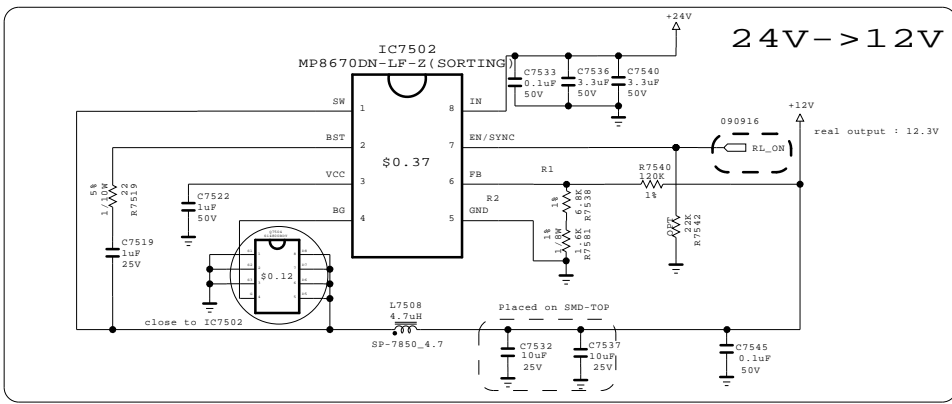 +24V
24V->12V
IC7502
MP8670DN-LF-Z(SORTING)
C7533
0.1uF
50V
C7536
3.3uF
50V
C7540
3.3uF
50V
SW
1
8
IN
+12V
real output : 12.3V
090916
RL_ON
BST
2
7
EN/SYNC
$0.37
VCC
3
6
FB
R1
R7540
120K
1%
5%
1/10W
22
R7519
C7522
1uF
50V
R2
1%
6.8K
R7538
BG
4
5
GND
1%
1/8W
1.6K
R7581
OPT
22K
R7542
C7519
1uF
25V
$0.12
close to IC7502
L7508
4.7uH
SP-7850_4.7
Placed on SMD-TOP
C7532
10uF
25V
C7537
10uF
25V
C7545
0.1uF
50V